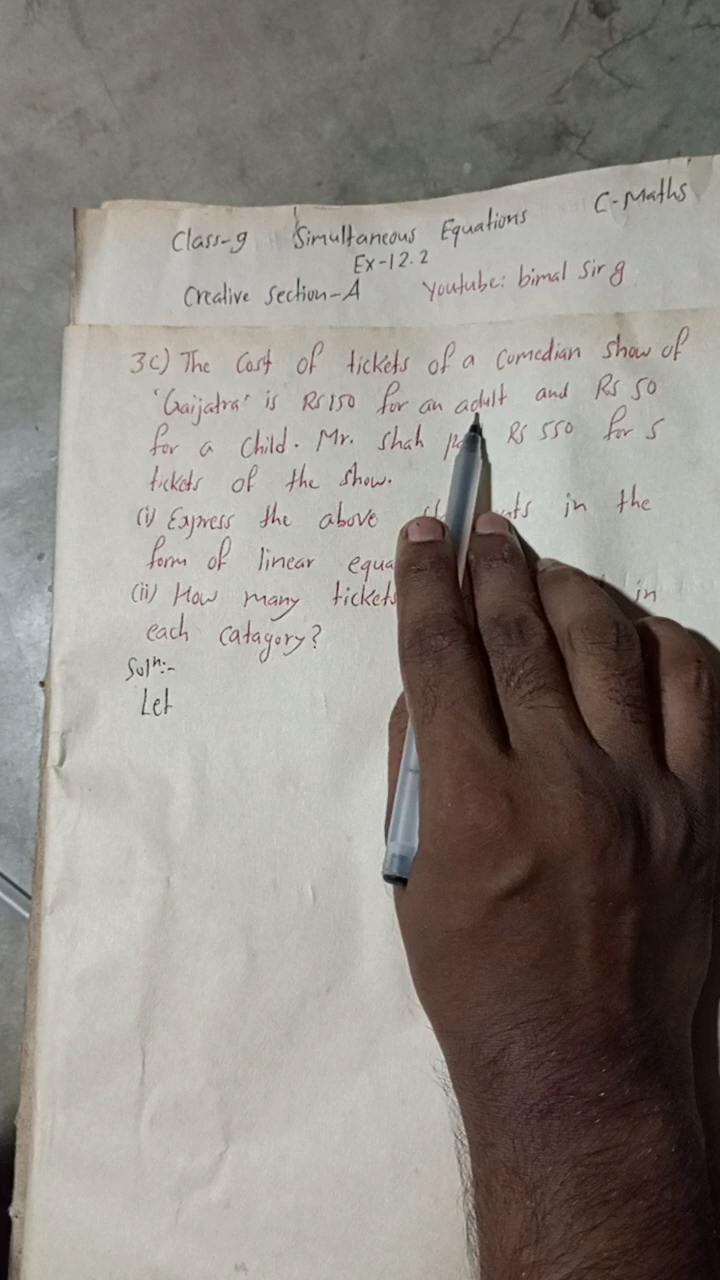 Class-9 Simultaneous Equations C-Maths
Ex-12.2
Creative Section-A Youtube: bimal sir 9
3c) The Cost of tickets of a comedian show of
'Gaijatra' is RS 150 for an adult and Rs 50
for a child. Mr. Shah Rs 550 for 5
tickets of the show.
(i) Express the above in the
form of linear
(ii) How many tickets in
each catagory?
Solⁿ:-
Let